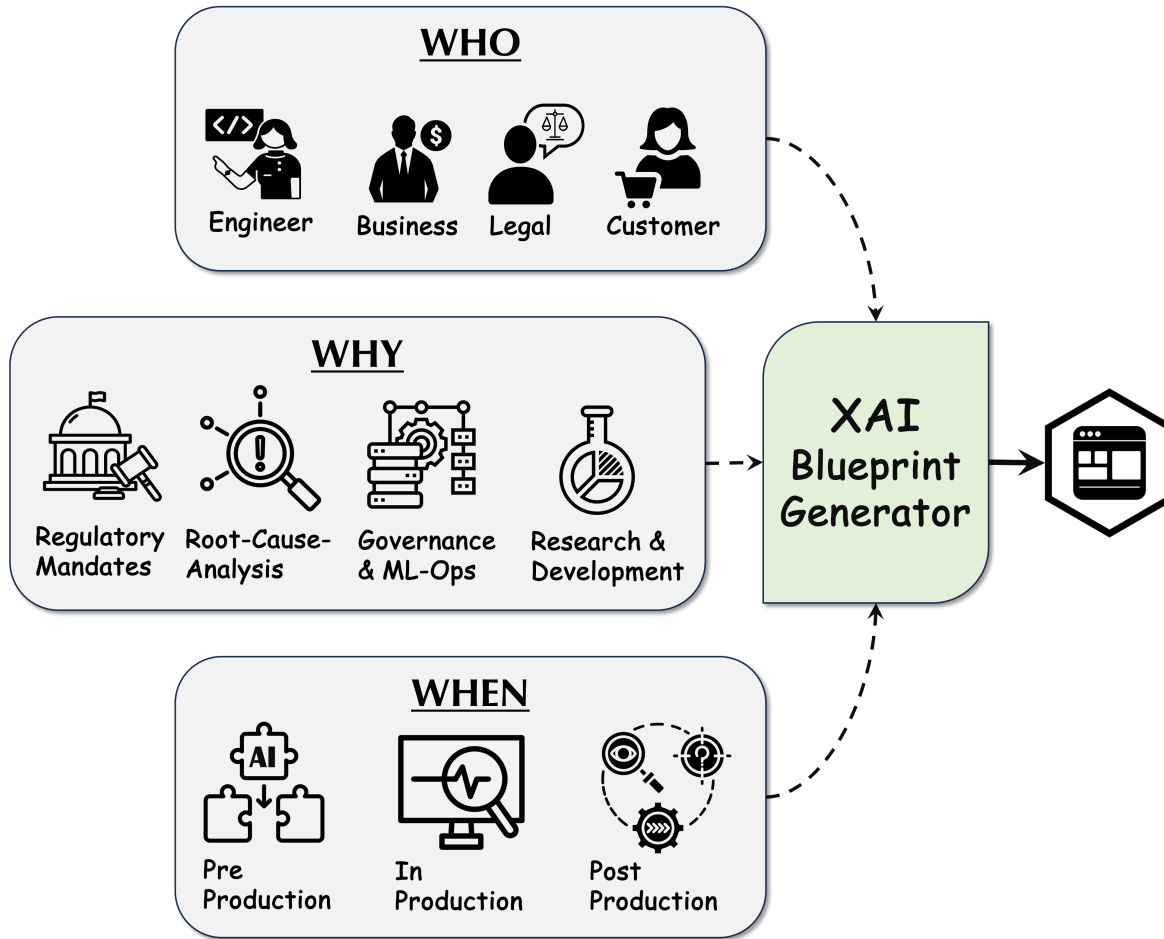 WHO
</>
$
Engineer
Business
Legal
Customer
WHY
!
Regulatory
Mandates
Root-Cause-
Analysis
Governance
& ML-Ops
Research &
Development
XAI
Blueprint
Generator
WHEN
AI
?
Pre
Production
In
Production
Post
Production